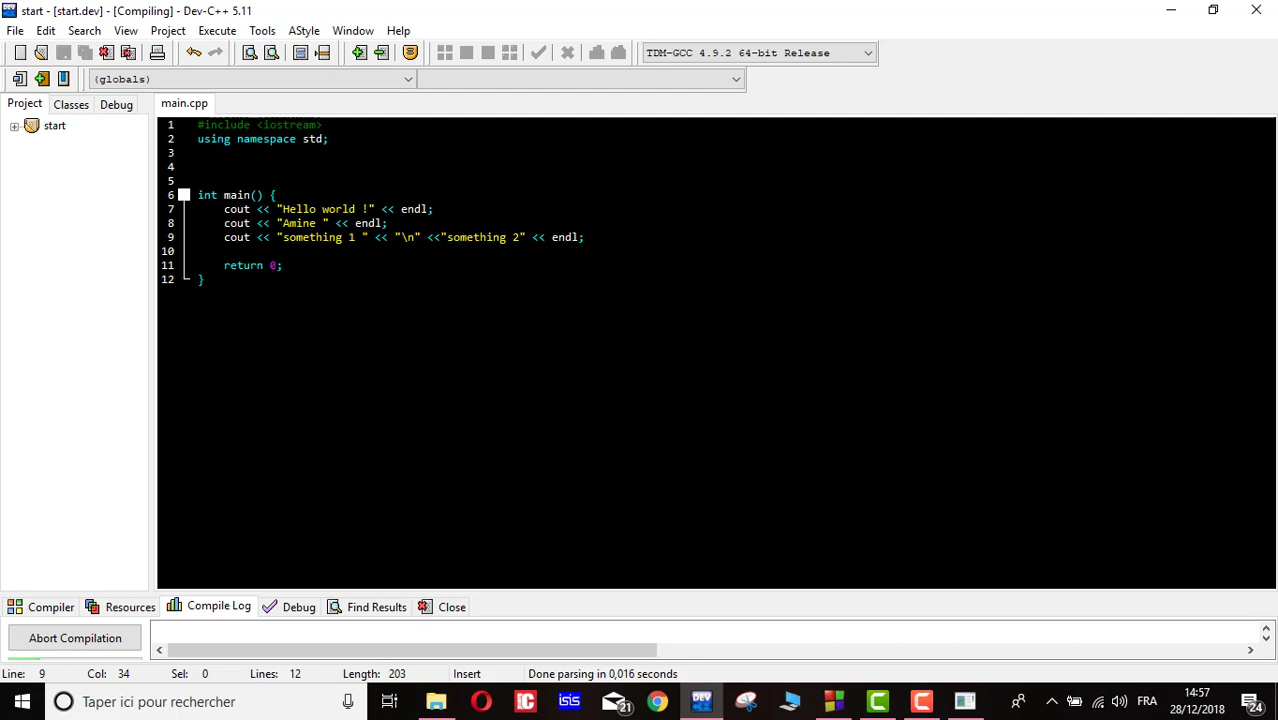 start - [start.dev] - [Compiling] - Dev-C++ 5.11
File Edit Search View Project Execute Tools AStyle Window Help
TDM-GCC 4.9.2 64-bit Release
(globals)
Project Classes Debug main.cpp
start
1 #include <iostream>
2 using namespace std;
3
4
5
6 int main() {
7 cout << "Hello world !" << endl;
8 cout << "Amine " << endl;
9 cout << "something 1 " << "\n" <<"something 2" << endl;
10
11 return 0;
12 }
Compiler Resources Compile Log Debug Find Results Close
Abort Compilation
Line: 9 Col: 34 Sel: 0 Lines: 12 Length: 203 Insert Done parsing in 0,016 seconds
Taper ici pour rechercher
IC isis 21 DEV FRA
14:57
28/12/2018
24